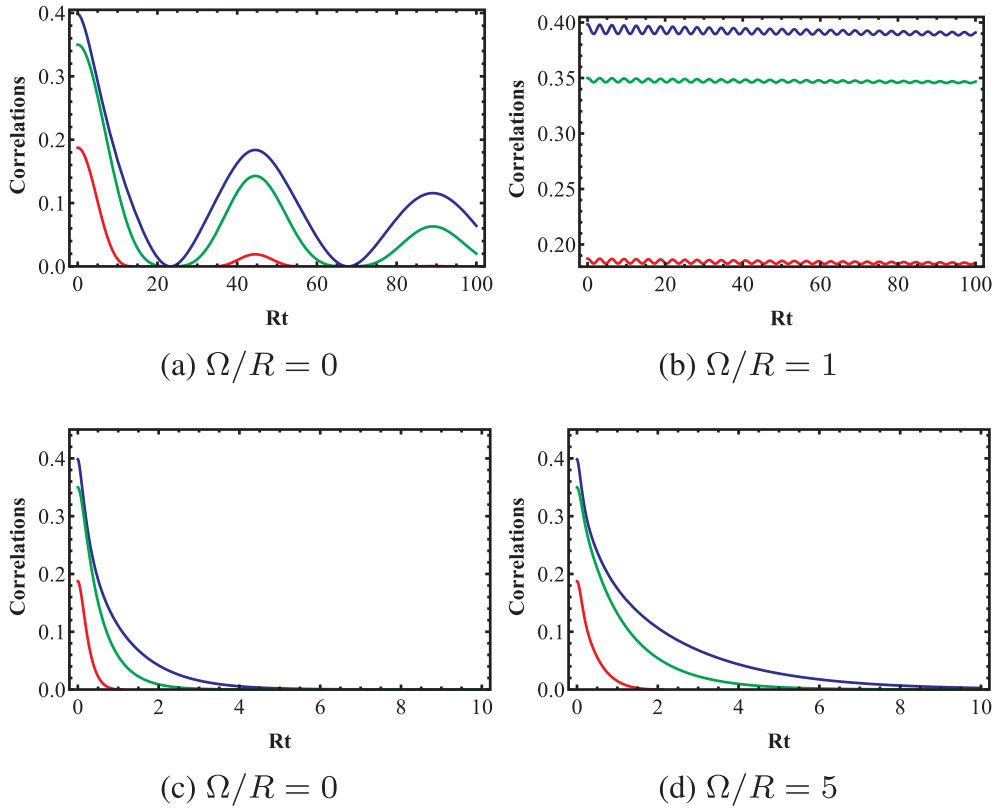 0.4
0.3
0.2
0.1
0.0
Correlations
0 20 40 60 80 100
Rt
(a) Ω/R = 0
0.40
0.35
0.30
0.25
0.20
Correlations
0 20 40 60 80 100
Rt
(b) Ω/R = 1
0.4
0.3
0.2
0.1
0.0
Correlations
0 2 4 6 8 10
Rt
(c) Ω/R = 0
0.4
0.3
0.2
0.1
0.0
Correlations
0 2 4 6 8 10
Rt
(d) Ω/R = 5